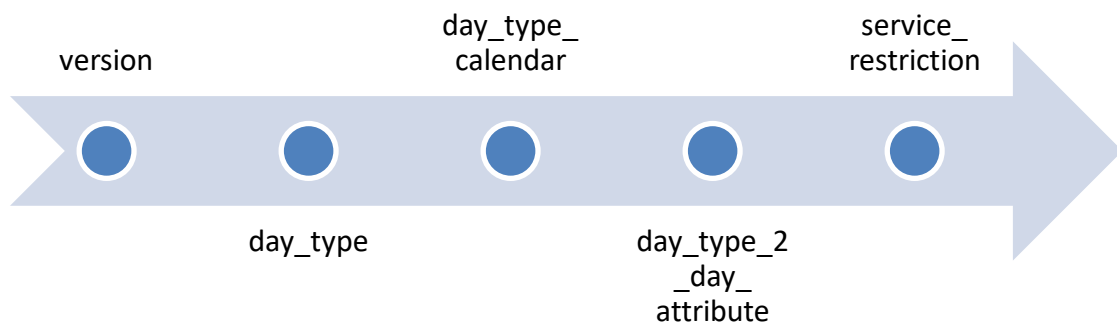 version
day_type
day_type_
calendar
day_type_2
_day_
attribute
service_
restriction